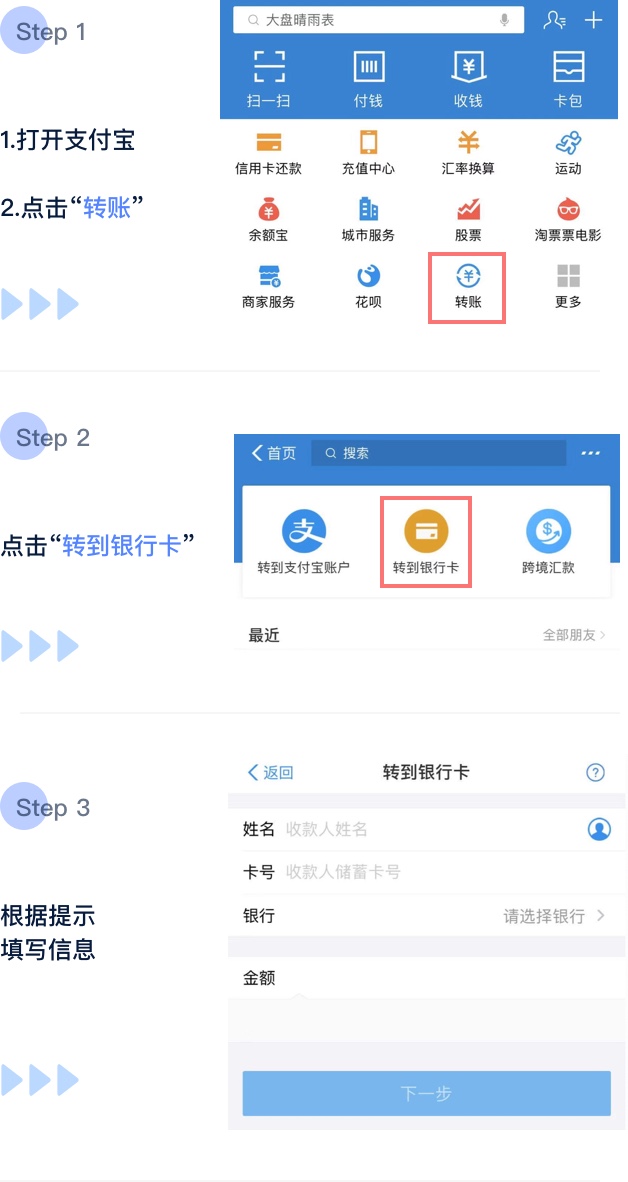 Step 1
1.打开支付宝
2.点击“转账”
大盘晴雨表
扫一扫 付钱 收钱 卡包
信用卡还款 充值中心 汇率换算 运动
余额宝 城市服务 股票 淘票票电影
商家服务 花呗 转账 更多
Step 2
点击“转到银行卡”
首页 搜索
转到支付宝账户 转到银行卡 跨境汇款
最近 全部朋友
Step 3
根据提示
填写信息
返回 转到银行卡
姓名 收款人姓名
卡号 收款人储蓄卡号
银行 请选择银行
金额
下一步